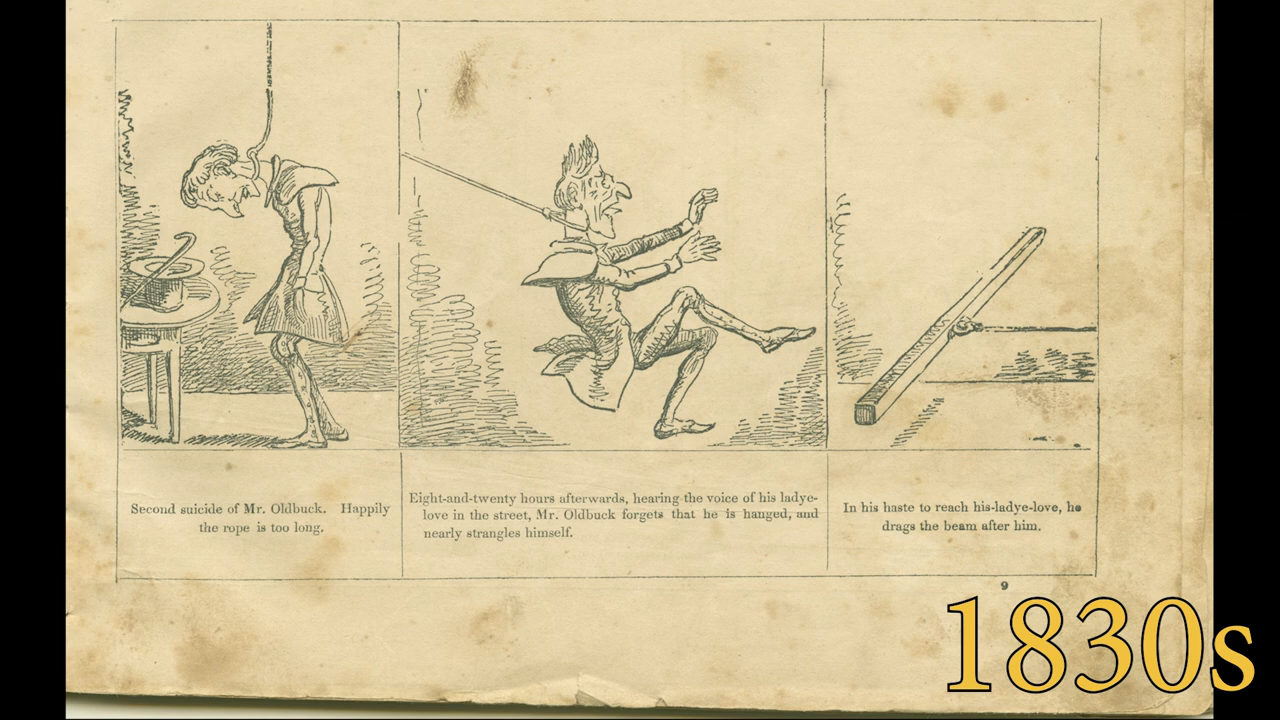 Second suicide of Mr. Oldbuck. Happily
the rope is too long.
Eight-and-twenty hours afterwards, hearing the voice of his ladye-
love in the street, Mr. Oldbuck forgets that he is hanged, and
nearly strangles himself.
In his haste to reach his-ladye-love, he
drags the beam after him.
9
1830s